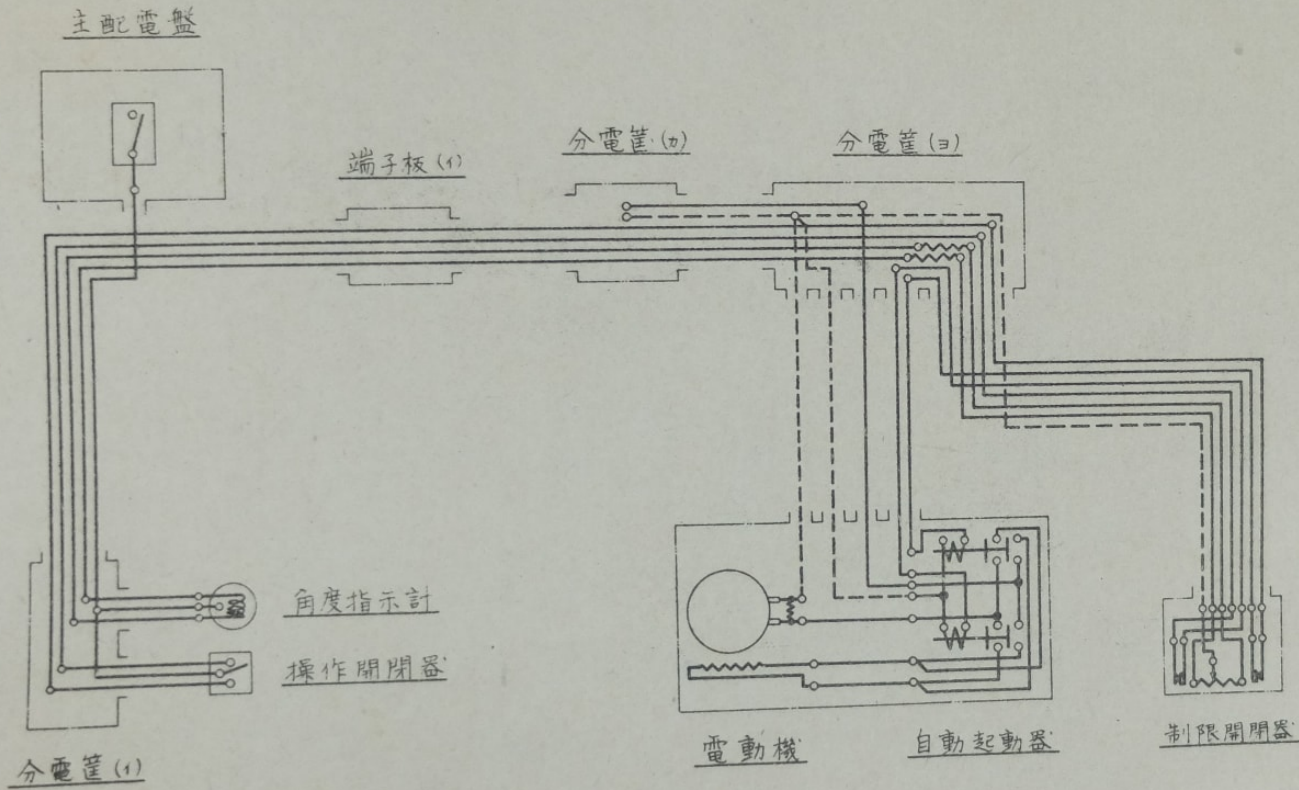 主配電盤
端子板(イ)
分電筐(カ)
分電筐(ヨ)
角度指示計
操作開閉器
分電筐(イ)
電動機
自動起動器
制限開閉器